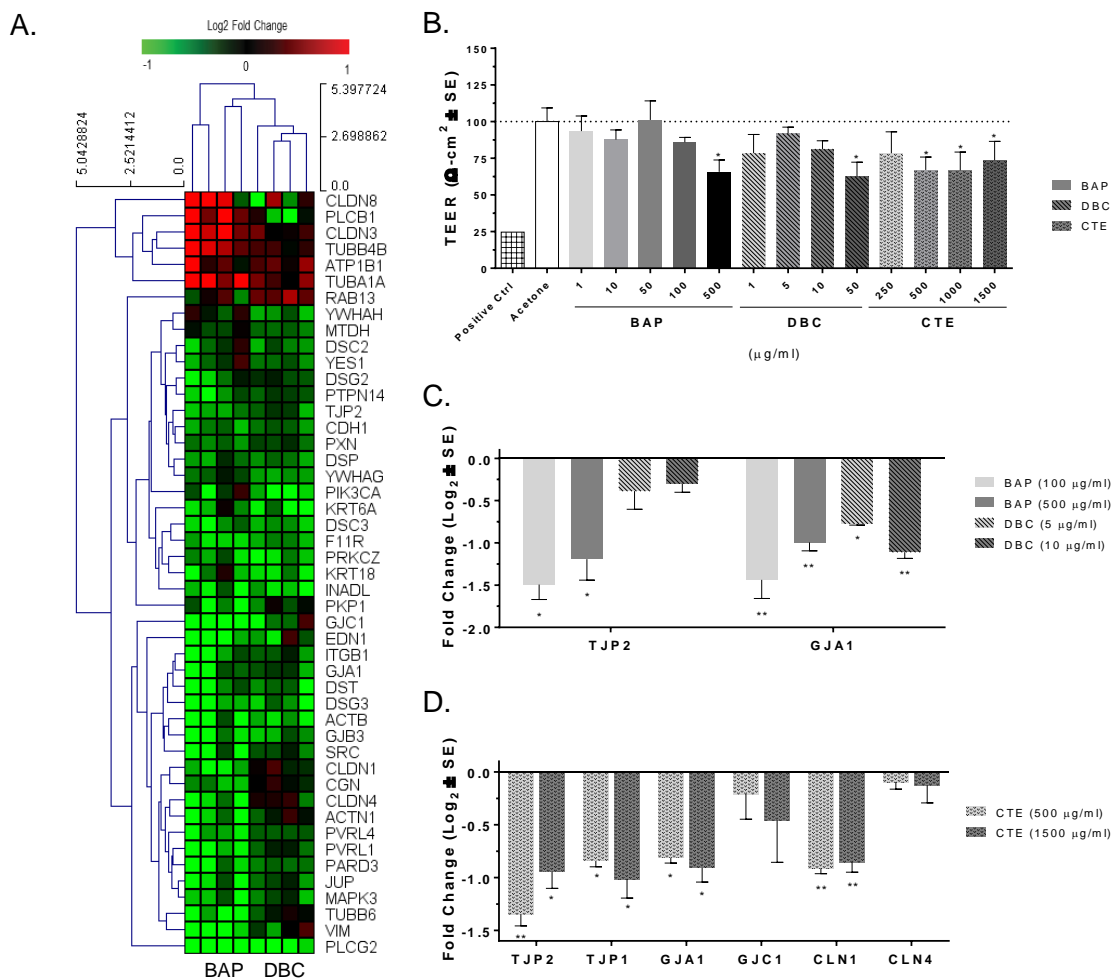 A.
Log2 Fold Change
-1
0
1
5.0428824
2.5214412
0.0
5.397724
2.698862
0.0
CLDN8
PLCB1
CLDN3
TUBB4B
ATP1B1
TUBA1A
RAB13
YWHAH
MTDH
DSC2
YES1
DSG2
PTPN14
TJP2
CDH1
PXN
DSP
YWHAG
PIK3CA
KRT6A
DSC3
F11R
PRKCZ
KRT18
INADL
PKP1
GJC1
EDN1
ITGB1
GJA1
DST
DSG3
ACTB
GJB3
SRC
CLDN1
CGN
CLDN4
ACTN1
PVRL4
PVRL1
PARD3
JUP
MAPK3
TUBB6
VIM
PLCG2
BAP DBC
B.
TEER (Ω-cm² ± SE)
150
125
100
75
50
25
0
* * * * *
*
Positive Ctrl
Acetone
1 10 50 100 500
1 5 10 50
250 500 1000 1500
BAP DBC CTE
(μg/ml)
BAP
DBC
CTE
C.
Fold Change (Log₂ ± SE)
0.0
-0.5
-1.0
-1.5
-2.0
* * ** ** * **
TJP2 GJA1
BAP (100 μg/ml)
BAP (500 μg/ml)
DBC (5 μg/ml)
DBC (10 μg/ml)
D.
Fold Change (Log₂ ± SE)
0.0
-0.5
-1.0
-1.5
** * * * * * ** **
TJP2 TJP1 GJA1 GJC1 CLN1 CLN4
CTE (500 μg/ml)
CTE (1500 μg/ml)